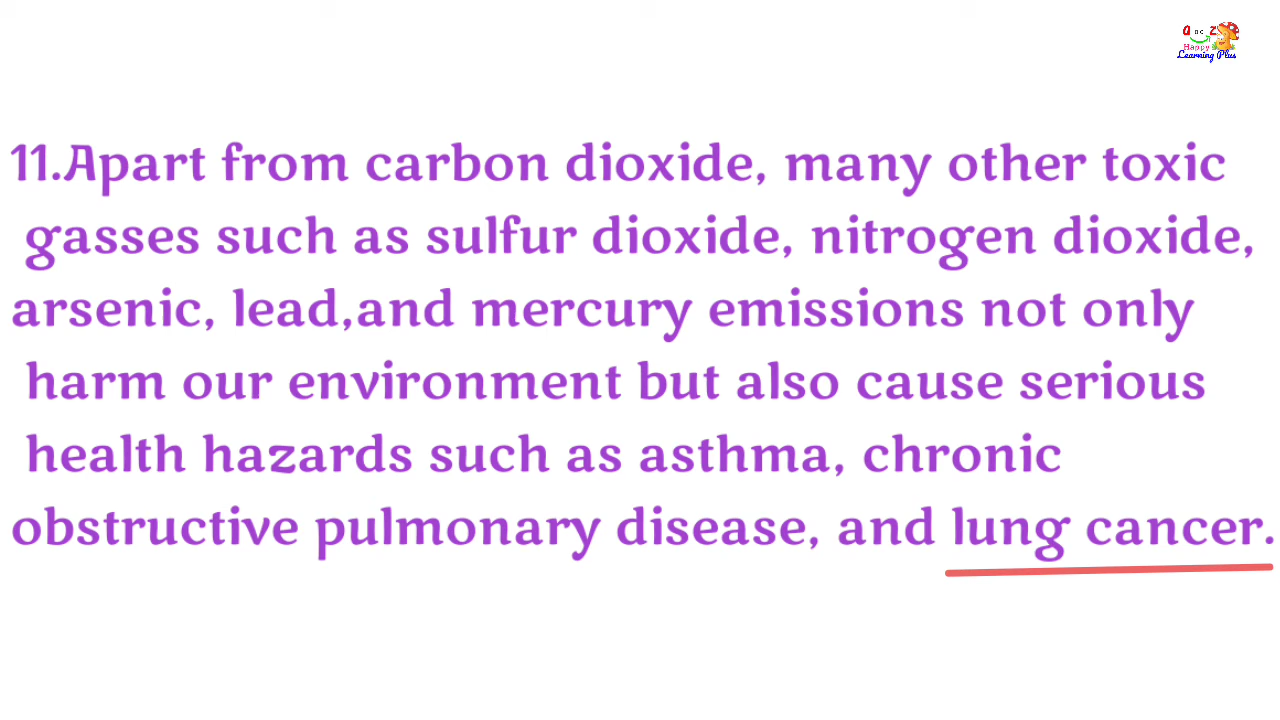 a nc z
Happy
Learning Plus
11.Apart from carbon dioxide, many other toxic
gasses such as sulfur dioxide, nitrogen dioxide,
arsenic, lead,and mercury emissions not only
harm our environment but also cause serious
health hazards such as asthma, chronic
obstructive pulmonary disease, and lung cancer.